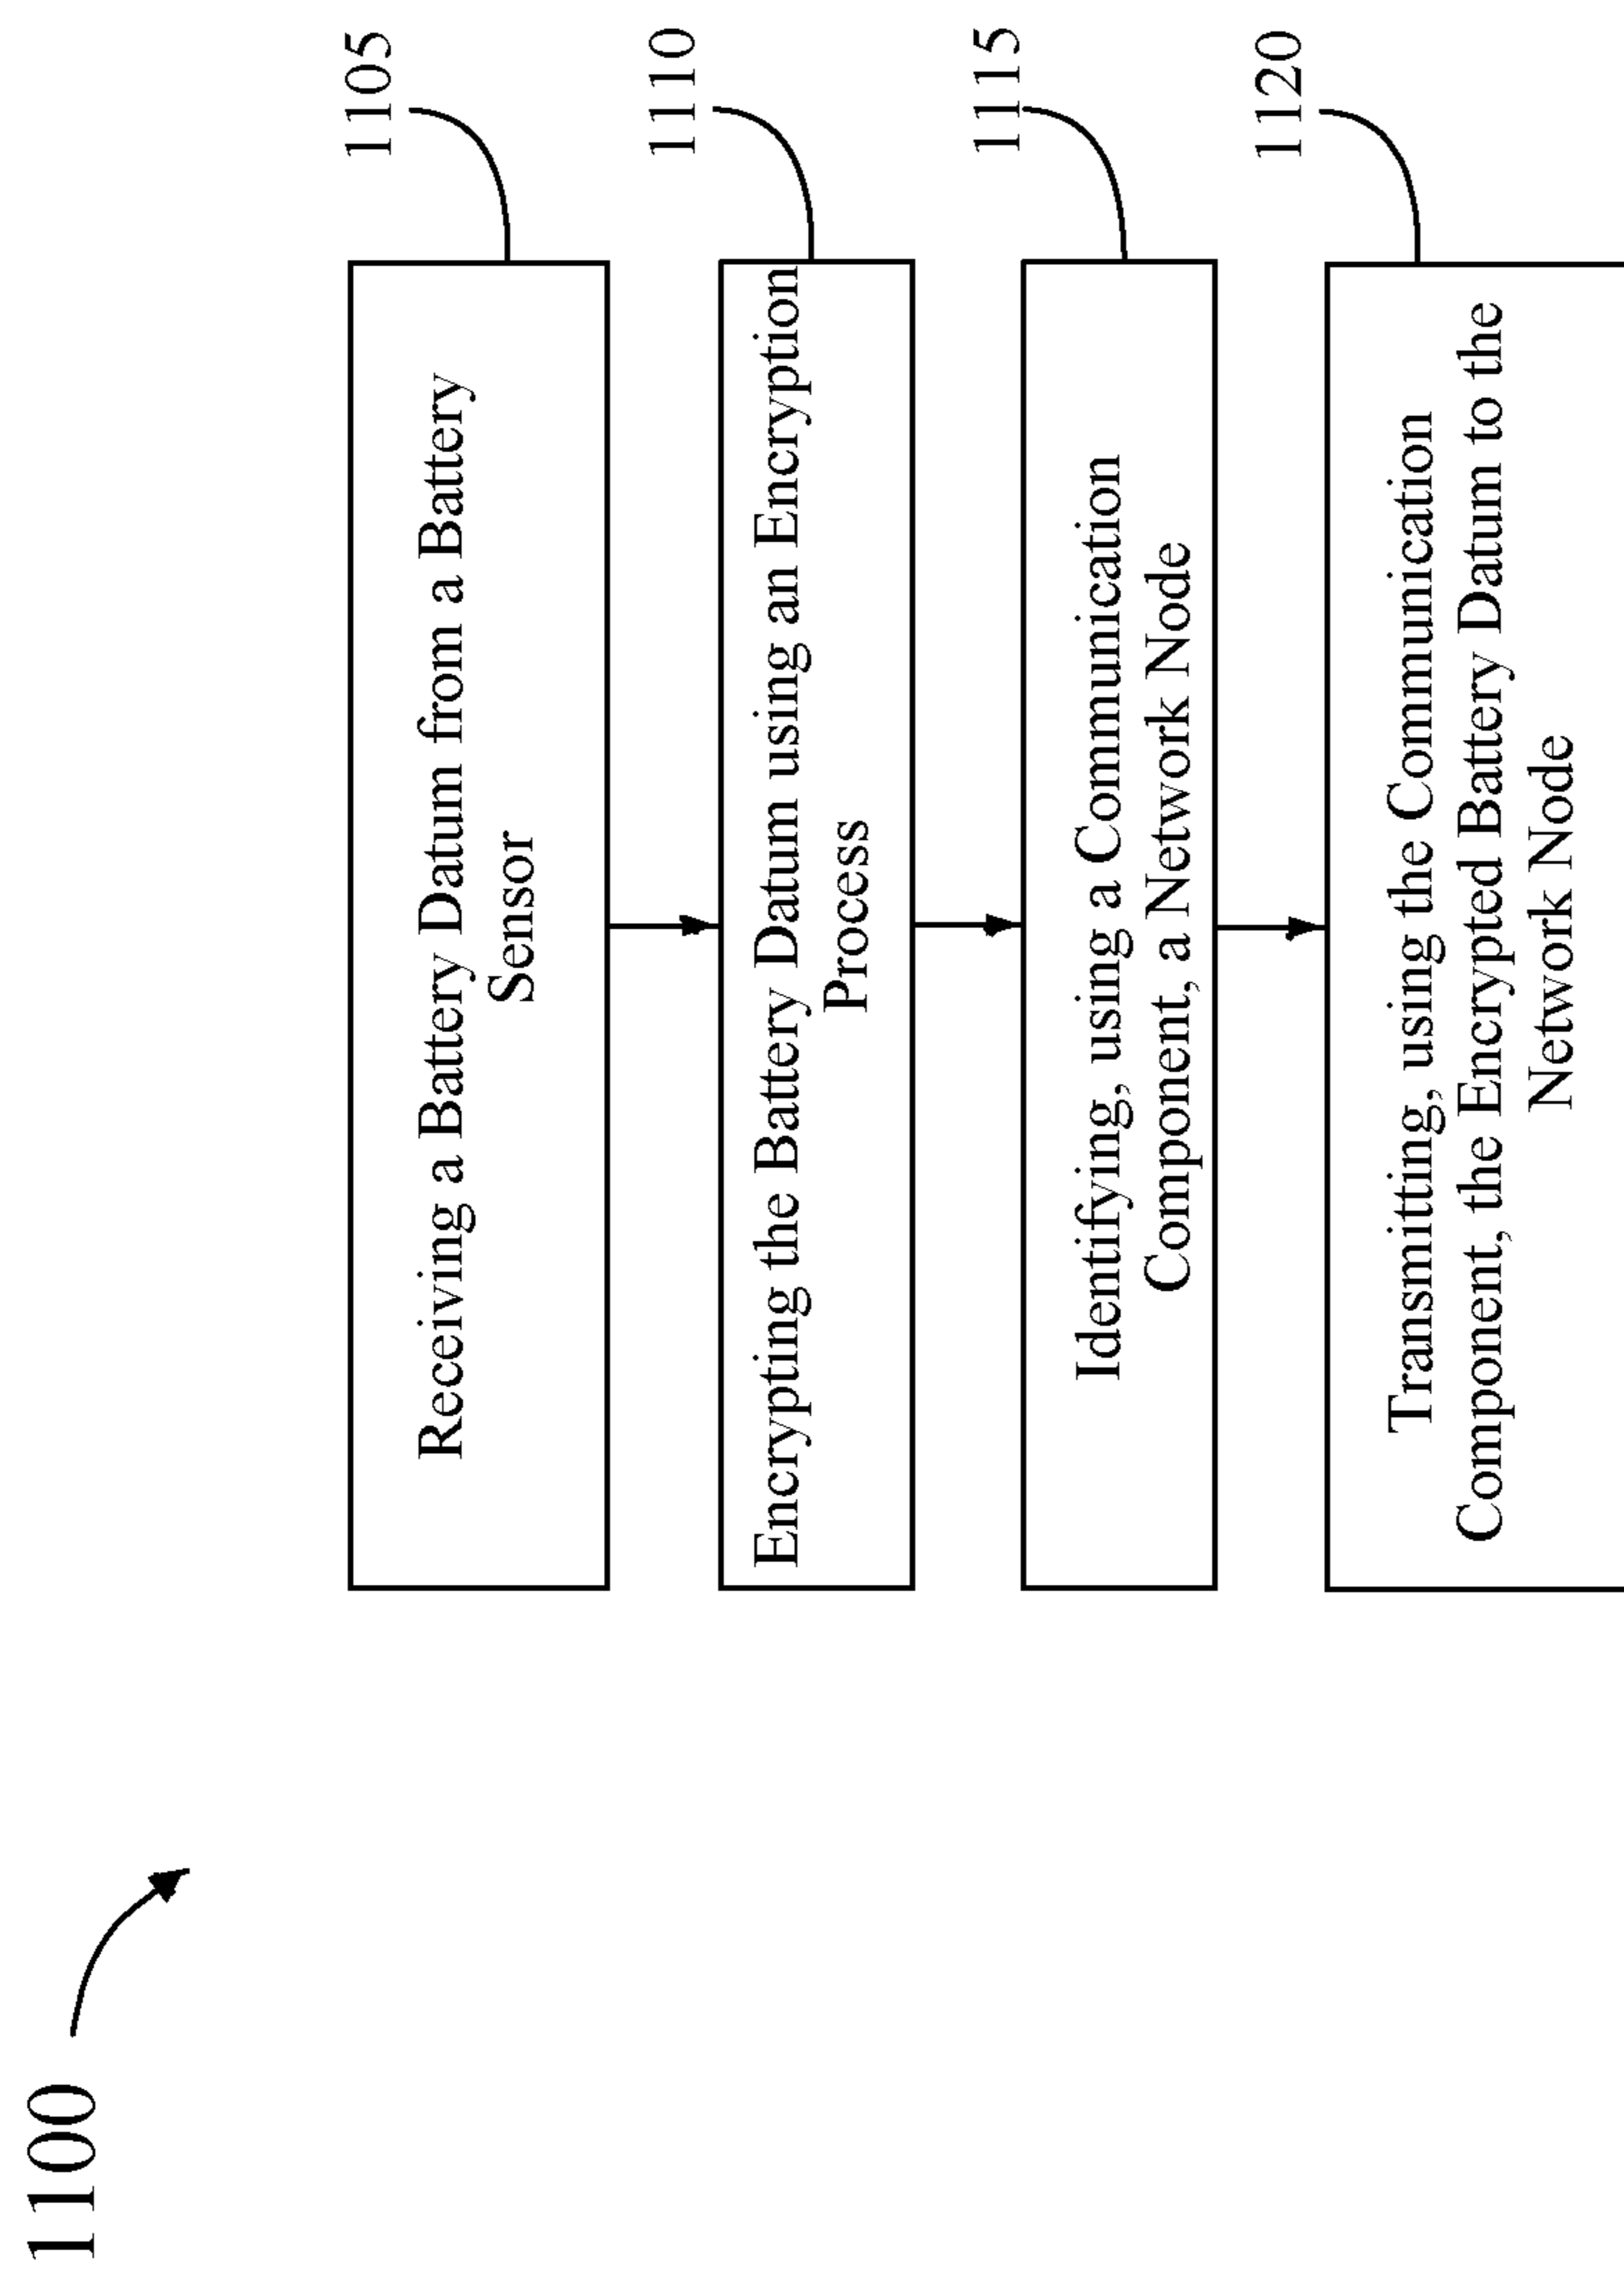 1100
1105
Receiving a Battery Datum from a Battery
Sensor
1110
Encrypting the Battery Datum using an Encryption
Process
1115
Identifying, using a Communication
Component, a Network Node
1120
Transmitting, using the Communication
Component, the Encrypted Battery Datum to the
Network Node